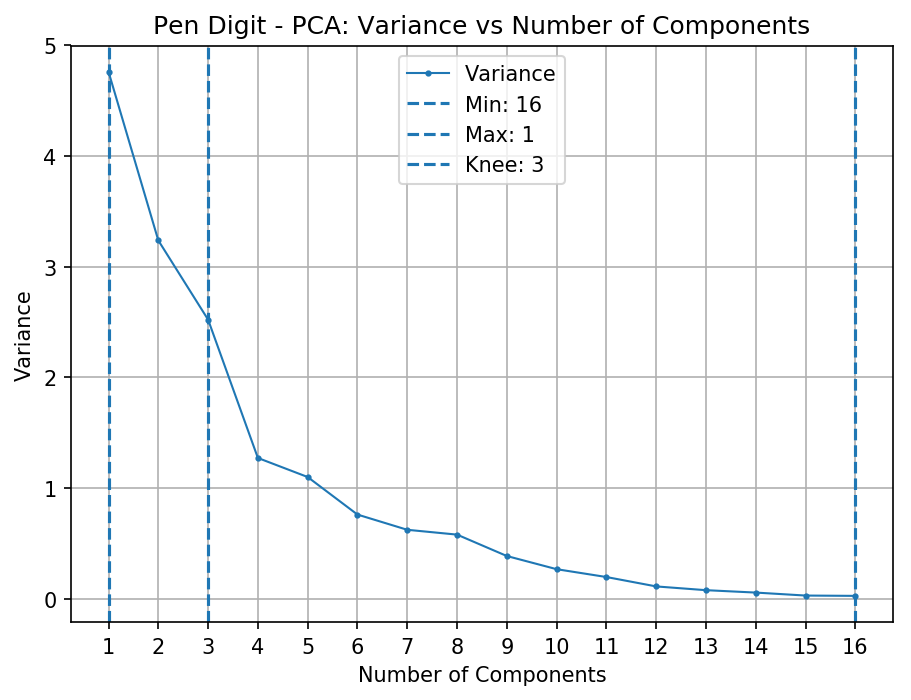 Pen Digit - PCA: Variance vs Number of Components
Variance
Min: 16
Max: 1
Knee: 3
5
4
3
2
1
0
Variance
1 2 3 4 5 6 7 8 9 10 11 12 13 14 15 16
Number of Components